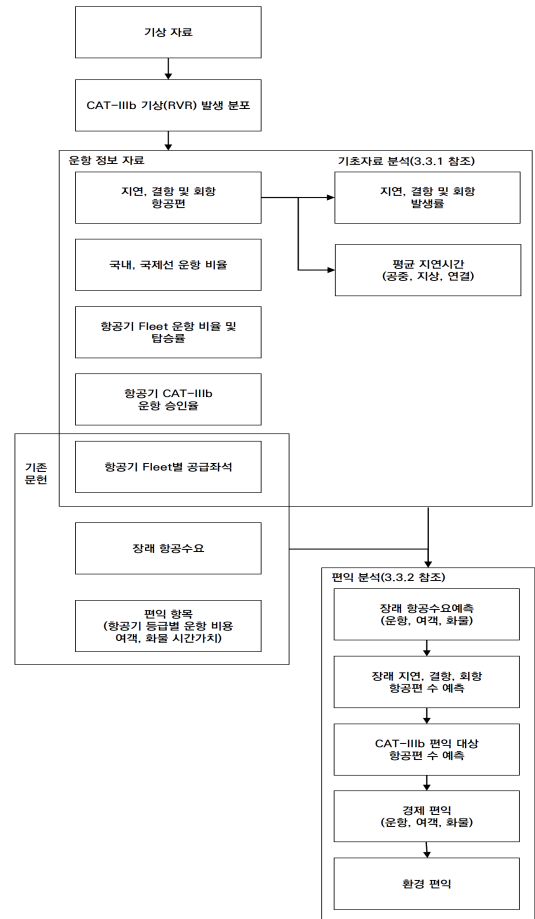 기상 자료
CAT-IIIb 기상(RVR) 발생 분포
운항 정보 자료
기초자료 분석(3.3.1 참조)
지연, 결항 및 회항
항공편
지연, 결항 및 회항
발생률
국내, 국제선 운항 비율
평균 지연시간
(공중, 지상, 연결)
항공기 Fleet 운항 비율 및
탑승률
항공기 CAT-IIIb
운항 승인율
기존
문헌
항공기 Fleet별 공급좌석
장래 항공수요
편익 항목
(항공기 등급별 운항 비용
여객, 화물 시간가치)
편익 분석(3.3.2 참조)
장래 항공수요예측
(운항, 여객, 화물)
장래 지연, 결항, 회항
항공편 수 예측
CAT-IIIb 편익 대상
항공편 수 예측
경제 편익
(운항, 여객, 화물)
환경 편익